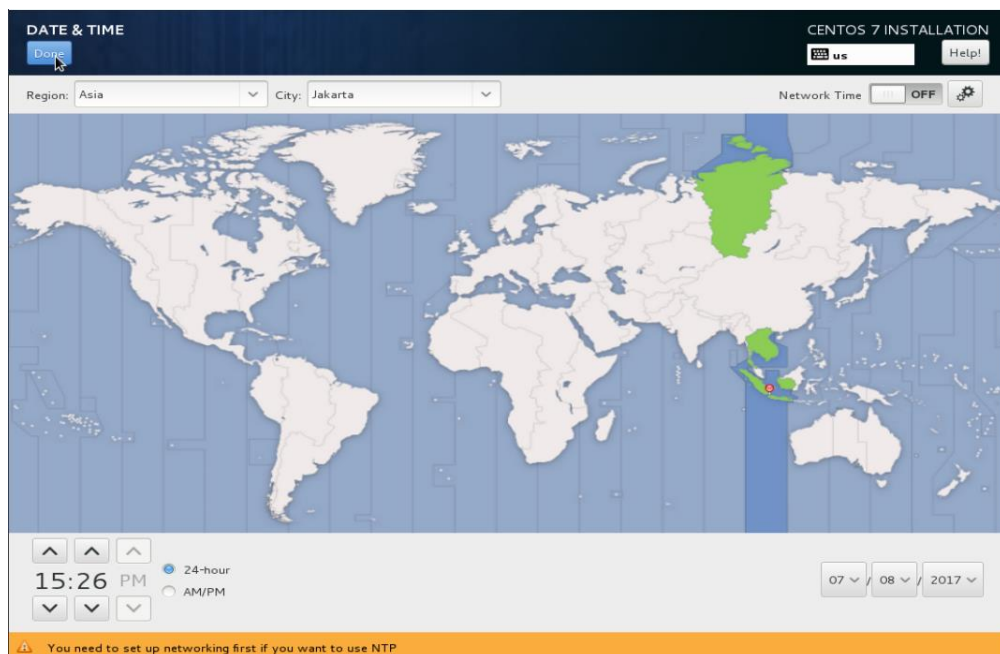 DATE & TIME
CENTOS 7 INSTALLATION
Done
us
Help!
Region: Asia City: Jakarta Network Time OFF
15:26 PM
24-hour
AM/PM
07 / 08 / 2017
You need to set up networking first if you want to use NTP